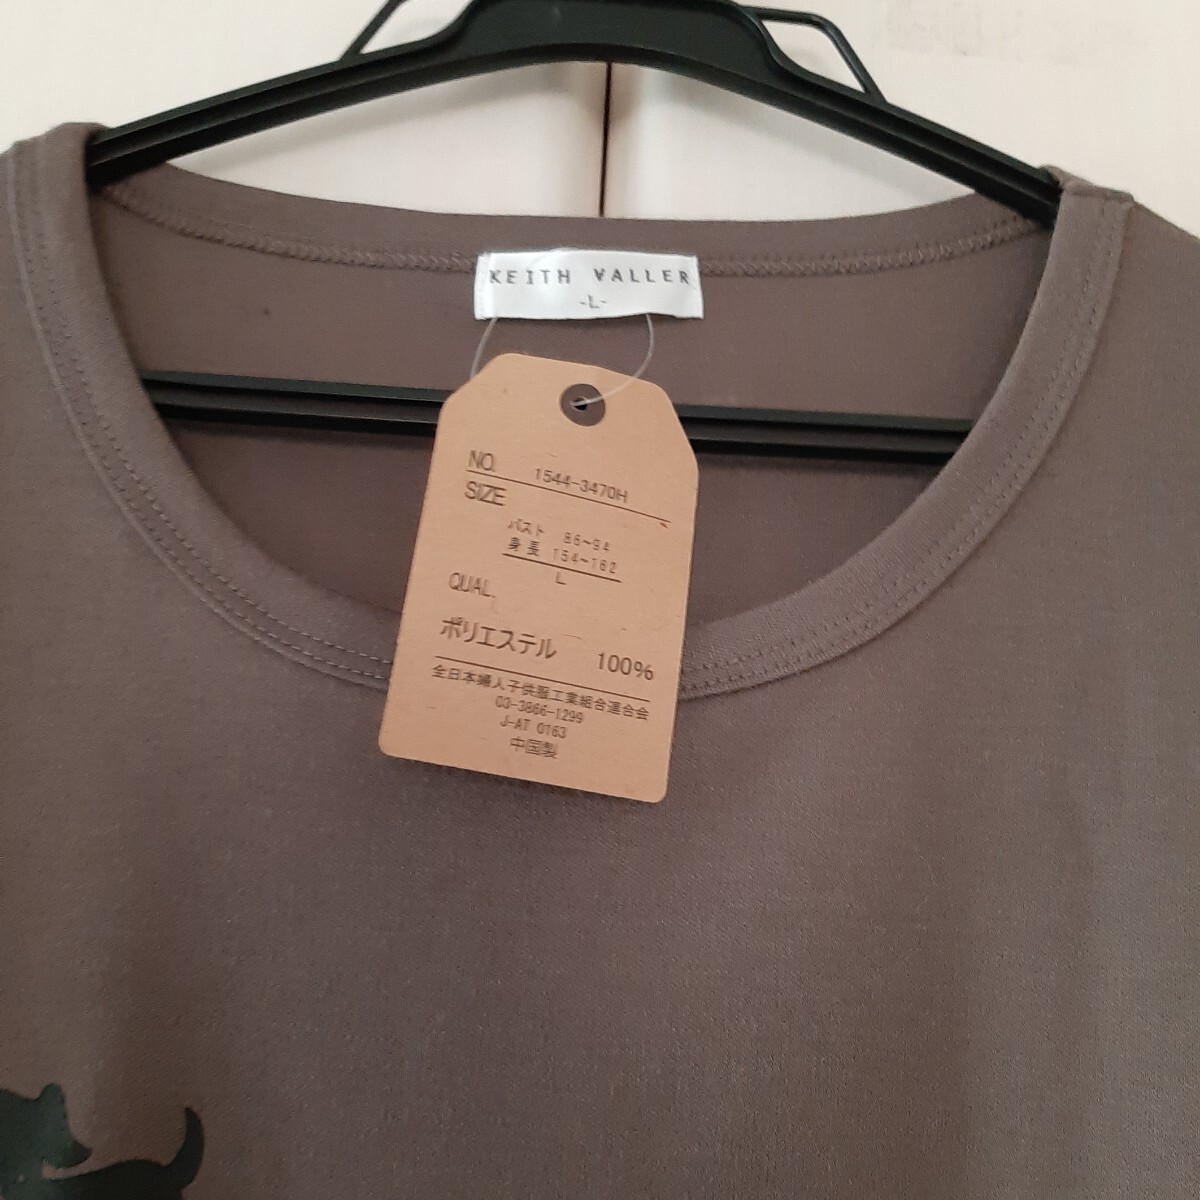 KEITH VALLER
-L-
NO. 1544-3470H
SIZE
バスト 86~94
身長 154~162
L
QUAL.
ポリエステル 100%
全日本婦人子供服工業組合連合会
03-3866-1299
J-AT 0163
中国製